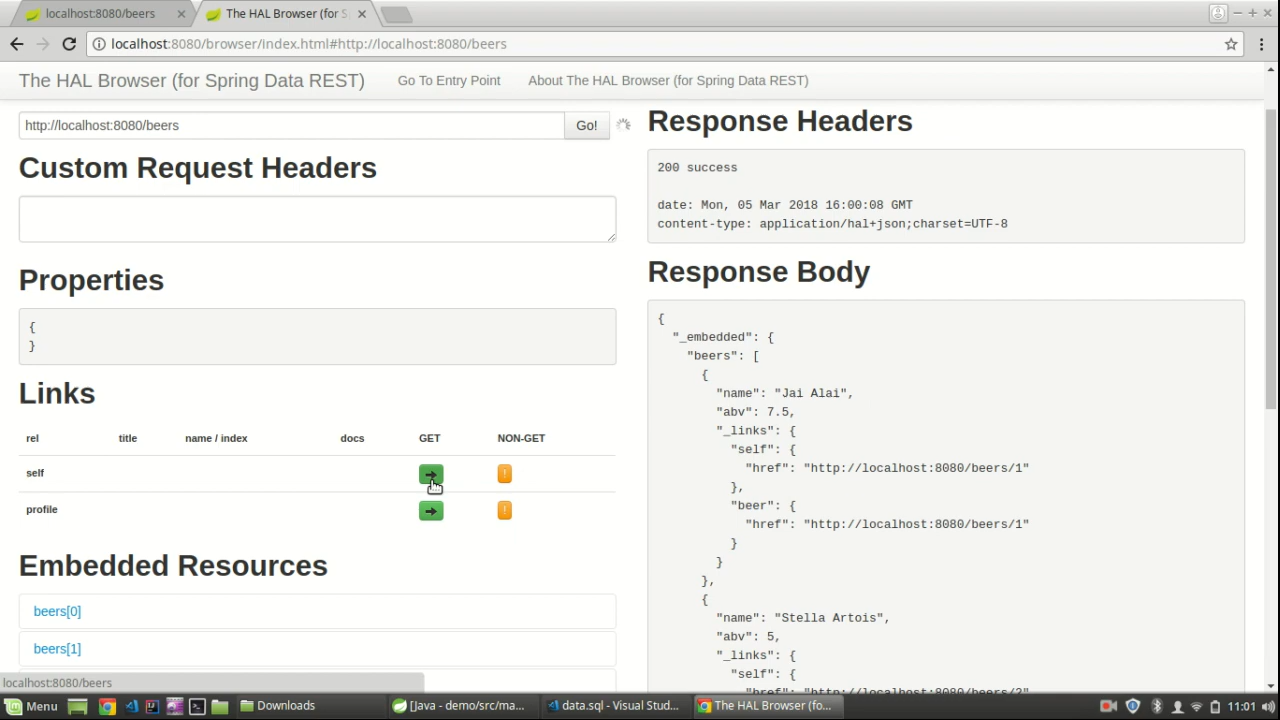 localhost:8080/beers
The HAL Browser (for S
localhost:8080/browser/index.html#http://localhost:8080/beers
The HAL Browser (for Spring Data REST)
Go To Entry Point
About The HAL Browser (for Spring Data REST)
http://localhost:8080/beers
Go!
Custom Request Headers
Properties
{
}
Links
rel title name / index docs GET NON-GET
self
!
profile
!
Embedded Resources
beers[0]
beers[1]
localhost:8080/beers
Response Headers
200 success
date: Mon, 05 Mar 2018 16:00:08 GMT
content-type: application/hal+json;charset=UTF-8
Response Body
{
"_embedded": {
"beers": [
{
"name": "Jai Alai",
"abv": 7.5,
"_links": {
"self": {
"href": "http://localhost:8080/beers/1"
},
"beer": {
"href": "http://localhost:8080/beers/1"
}
}
},
{
"name": "Stella Artois",
"abv": 5,
"_links": {
"self": {
"href": "http://localhost:8080/beers/2"
Menu
Downloads
[Java - demo/src/ma...
data.sql - Visual Stud...
The HAL Browser (fo...
11:01